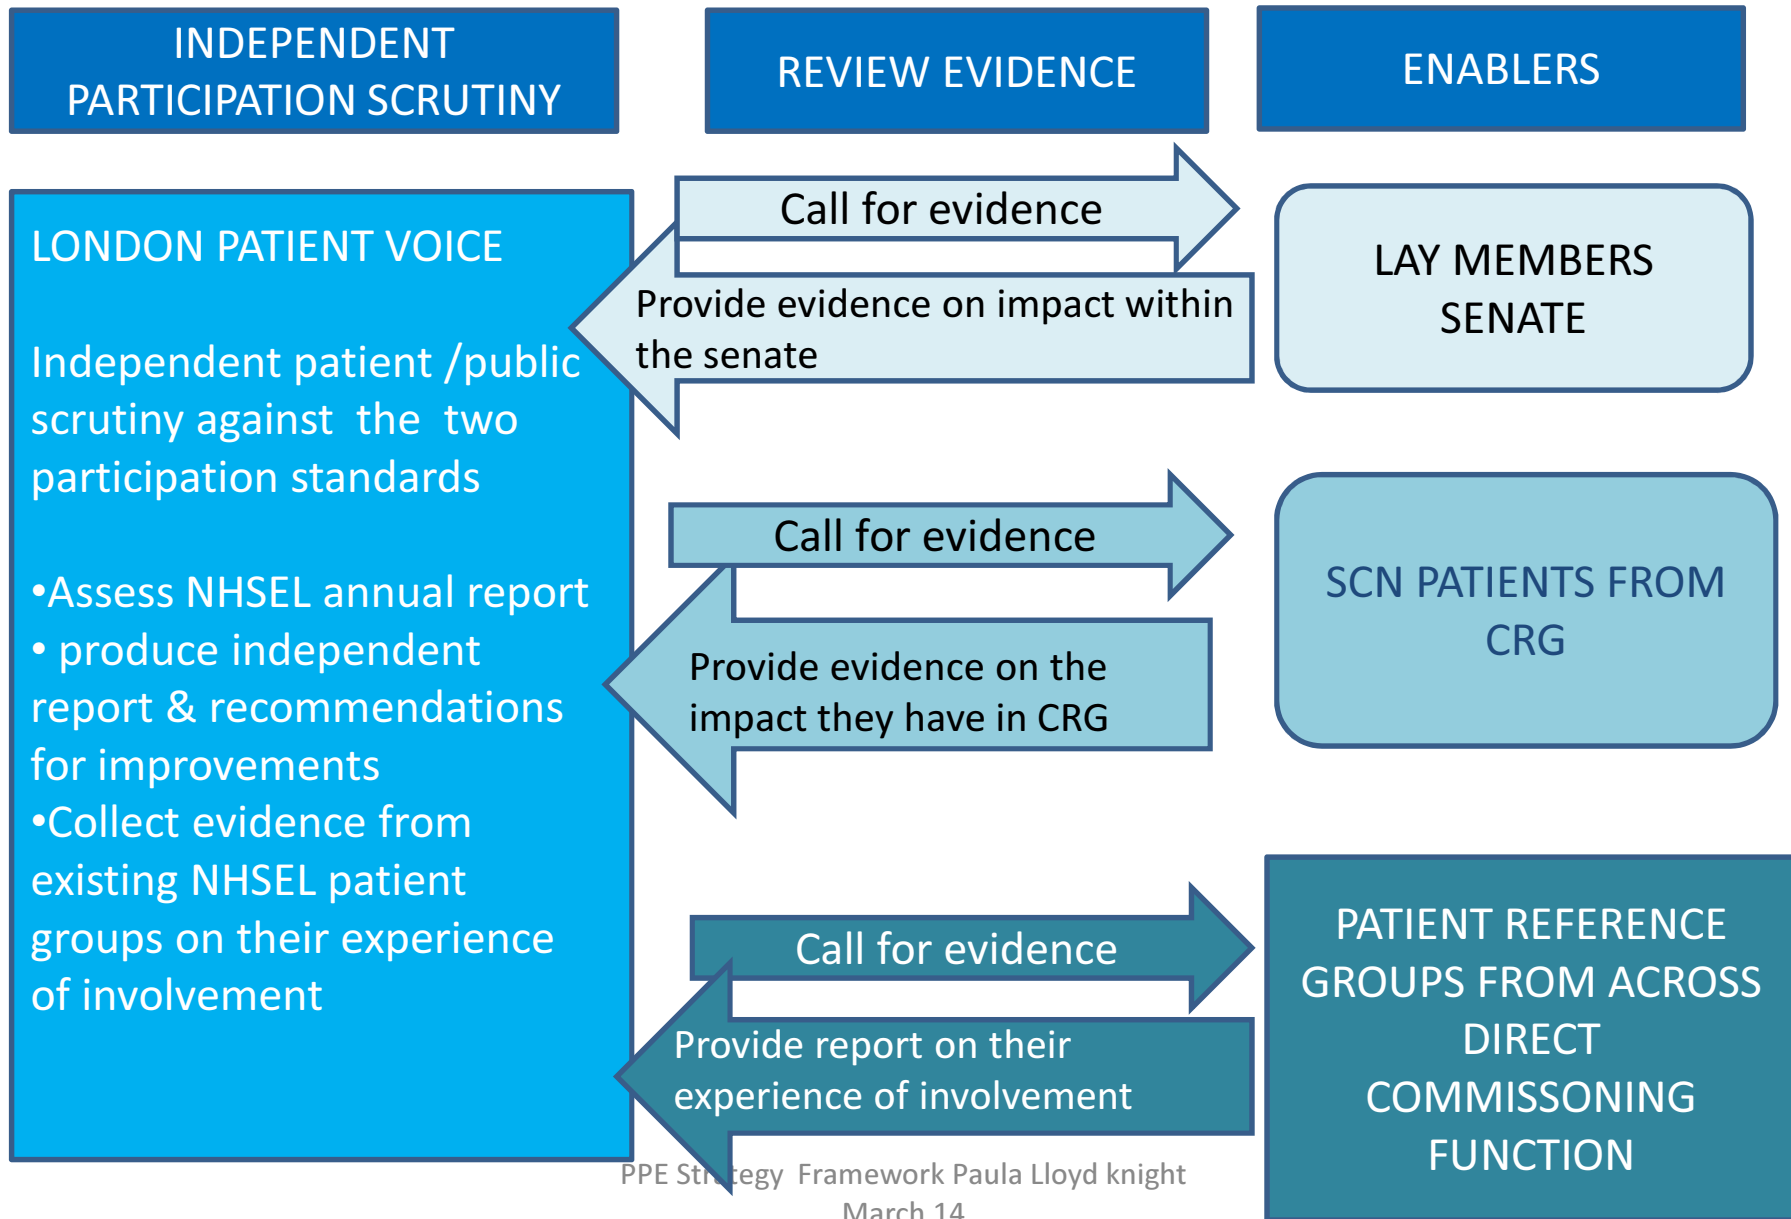 INDEPENDENT
PARTICIPATION SCRUTINY
REVIEW EVIDENCE
ENABLERS
LONDON PATIENT VOICE
Independent patient /public
scrutiny against the two
participation standards
•Assess NHSEL annual report
• produce independent
report & recommendations
for improvements
•Collect evidence from
existing NHSEL patient
groups on their experience
of involvement
Call for evidence
Provide evidence on impact within
the senate
LAY MEMBERS
SENATE
Call for evidence
Provide evidence on the
impact they have in CRG
SCN PATIENTS FROM
CRG
Call for evidence
Provide report on their
experience of involvement
PATIENT REFERENCE
GROUPS FROM ACROSS
DIRECT
COMMISSONING
FUNCTION
PPE Strategy Framework Paula Lloyd knight
March 14